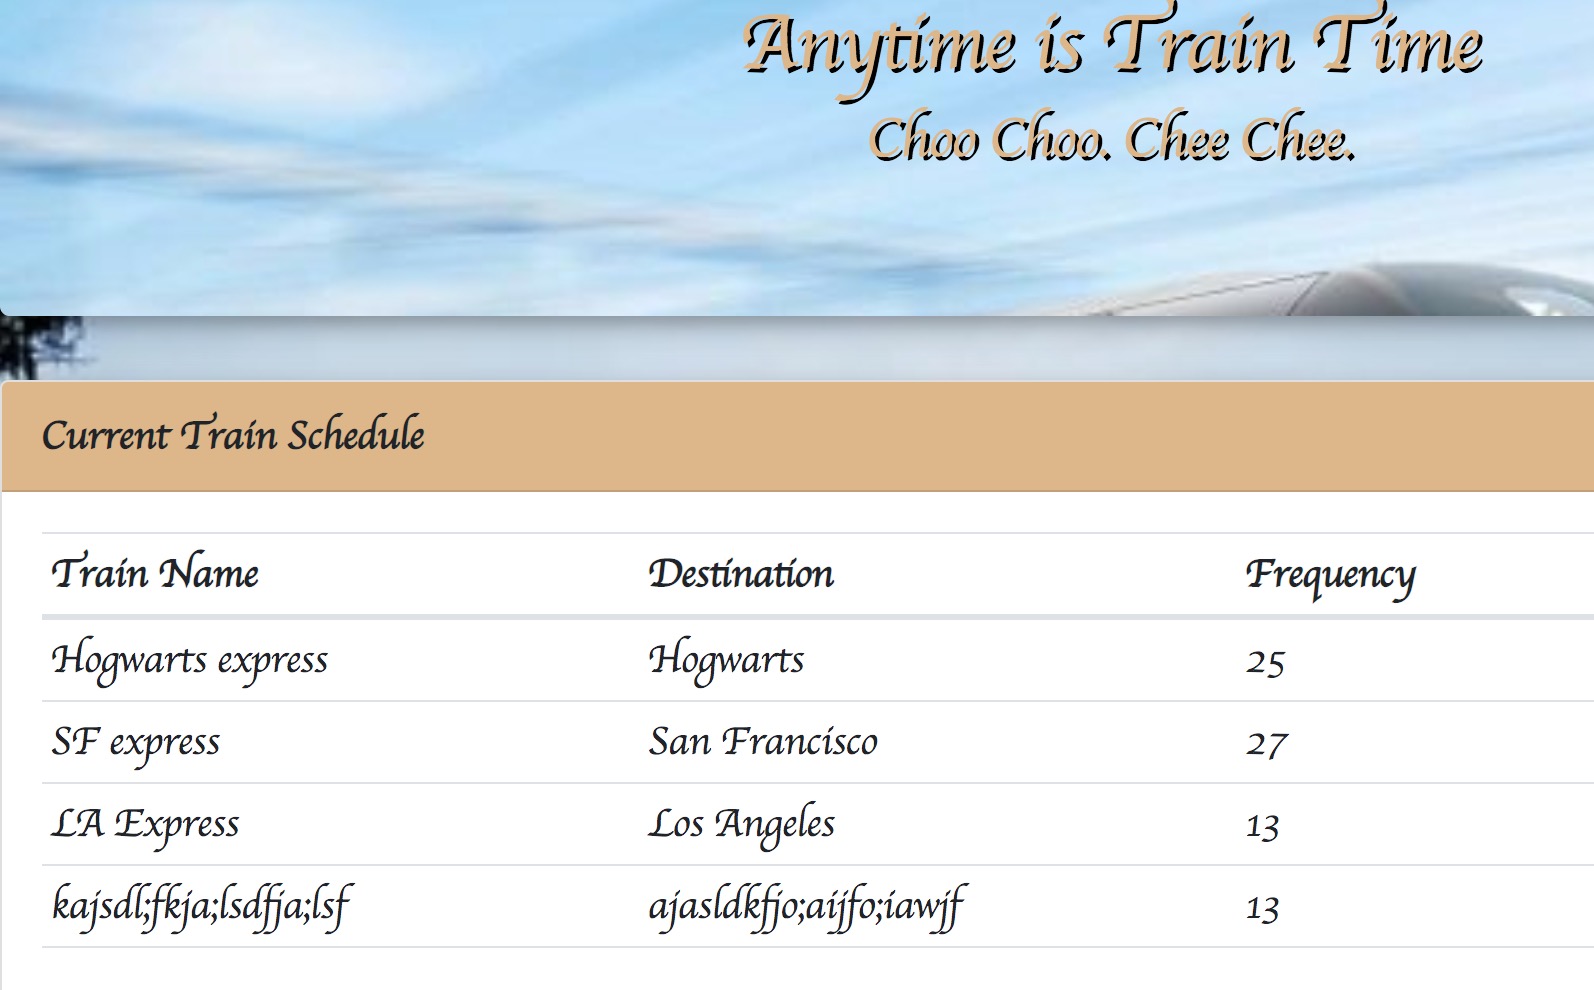 Anytime is Train Time
Choo Choo. Chee Chee.
Current Train Schedule
Train Name Destination Frequency
Hogwarts express Hogwarts 25
SF express San Francisco 27
LA Express Los Angeles 13
kajsdl;fkja;lsdfja;lsf ajasldkfjo;aijfo;iawjf 13